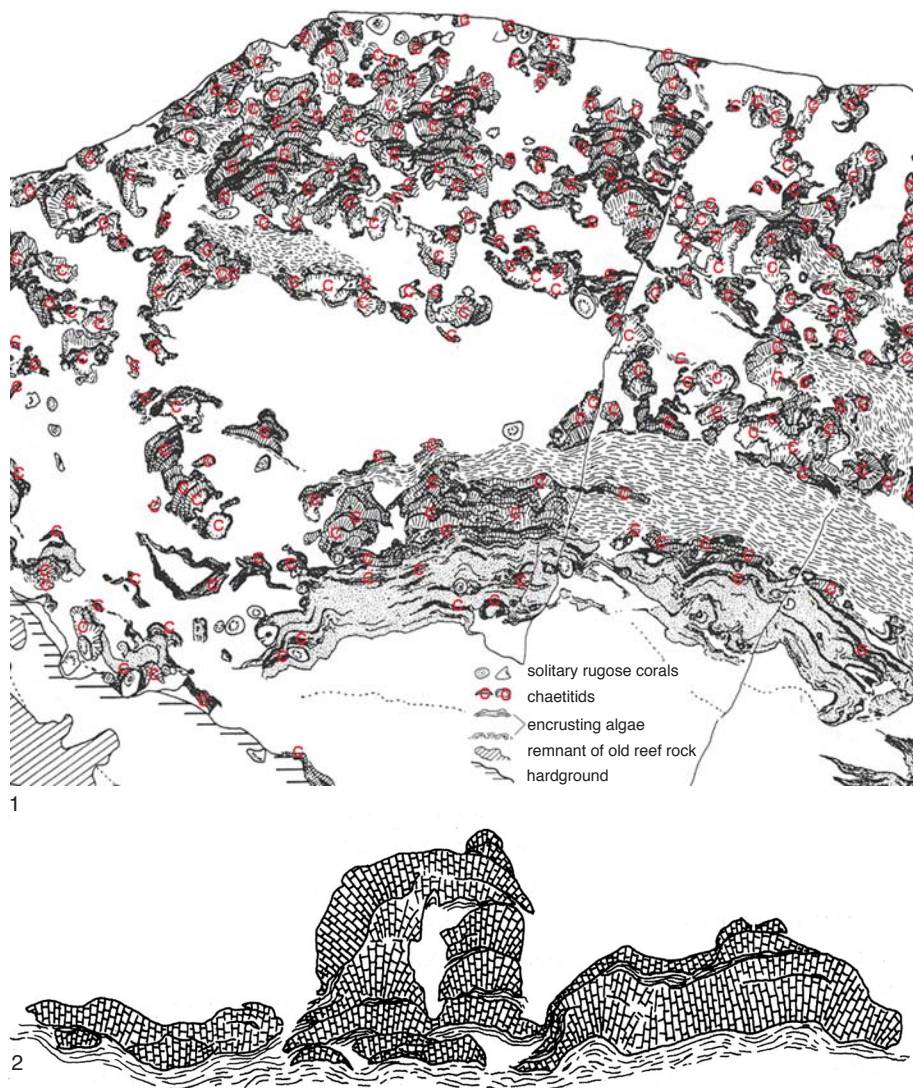 solitary rugose corals
C C chaetitids
encrusting algae
remnant of old reef rock
hardground
1
2